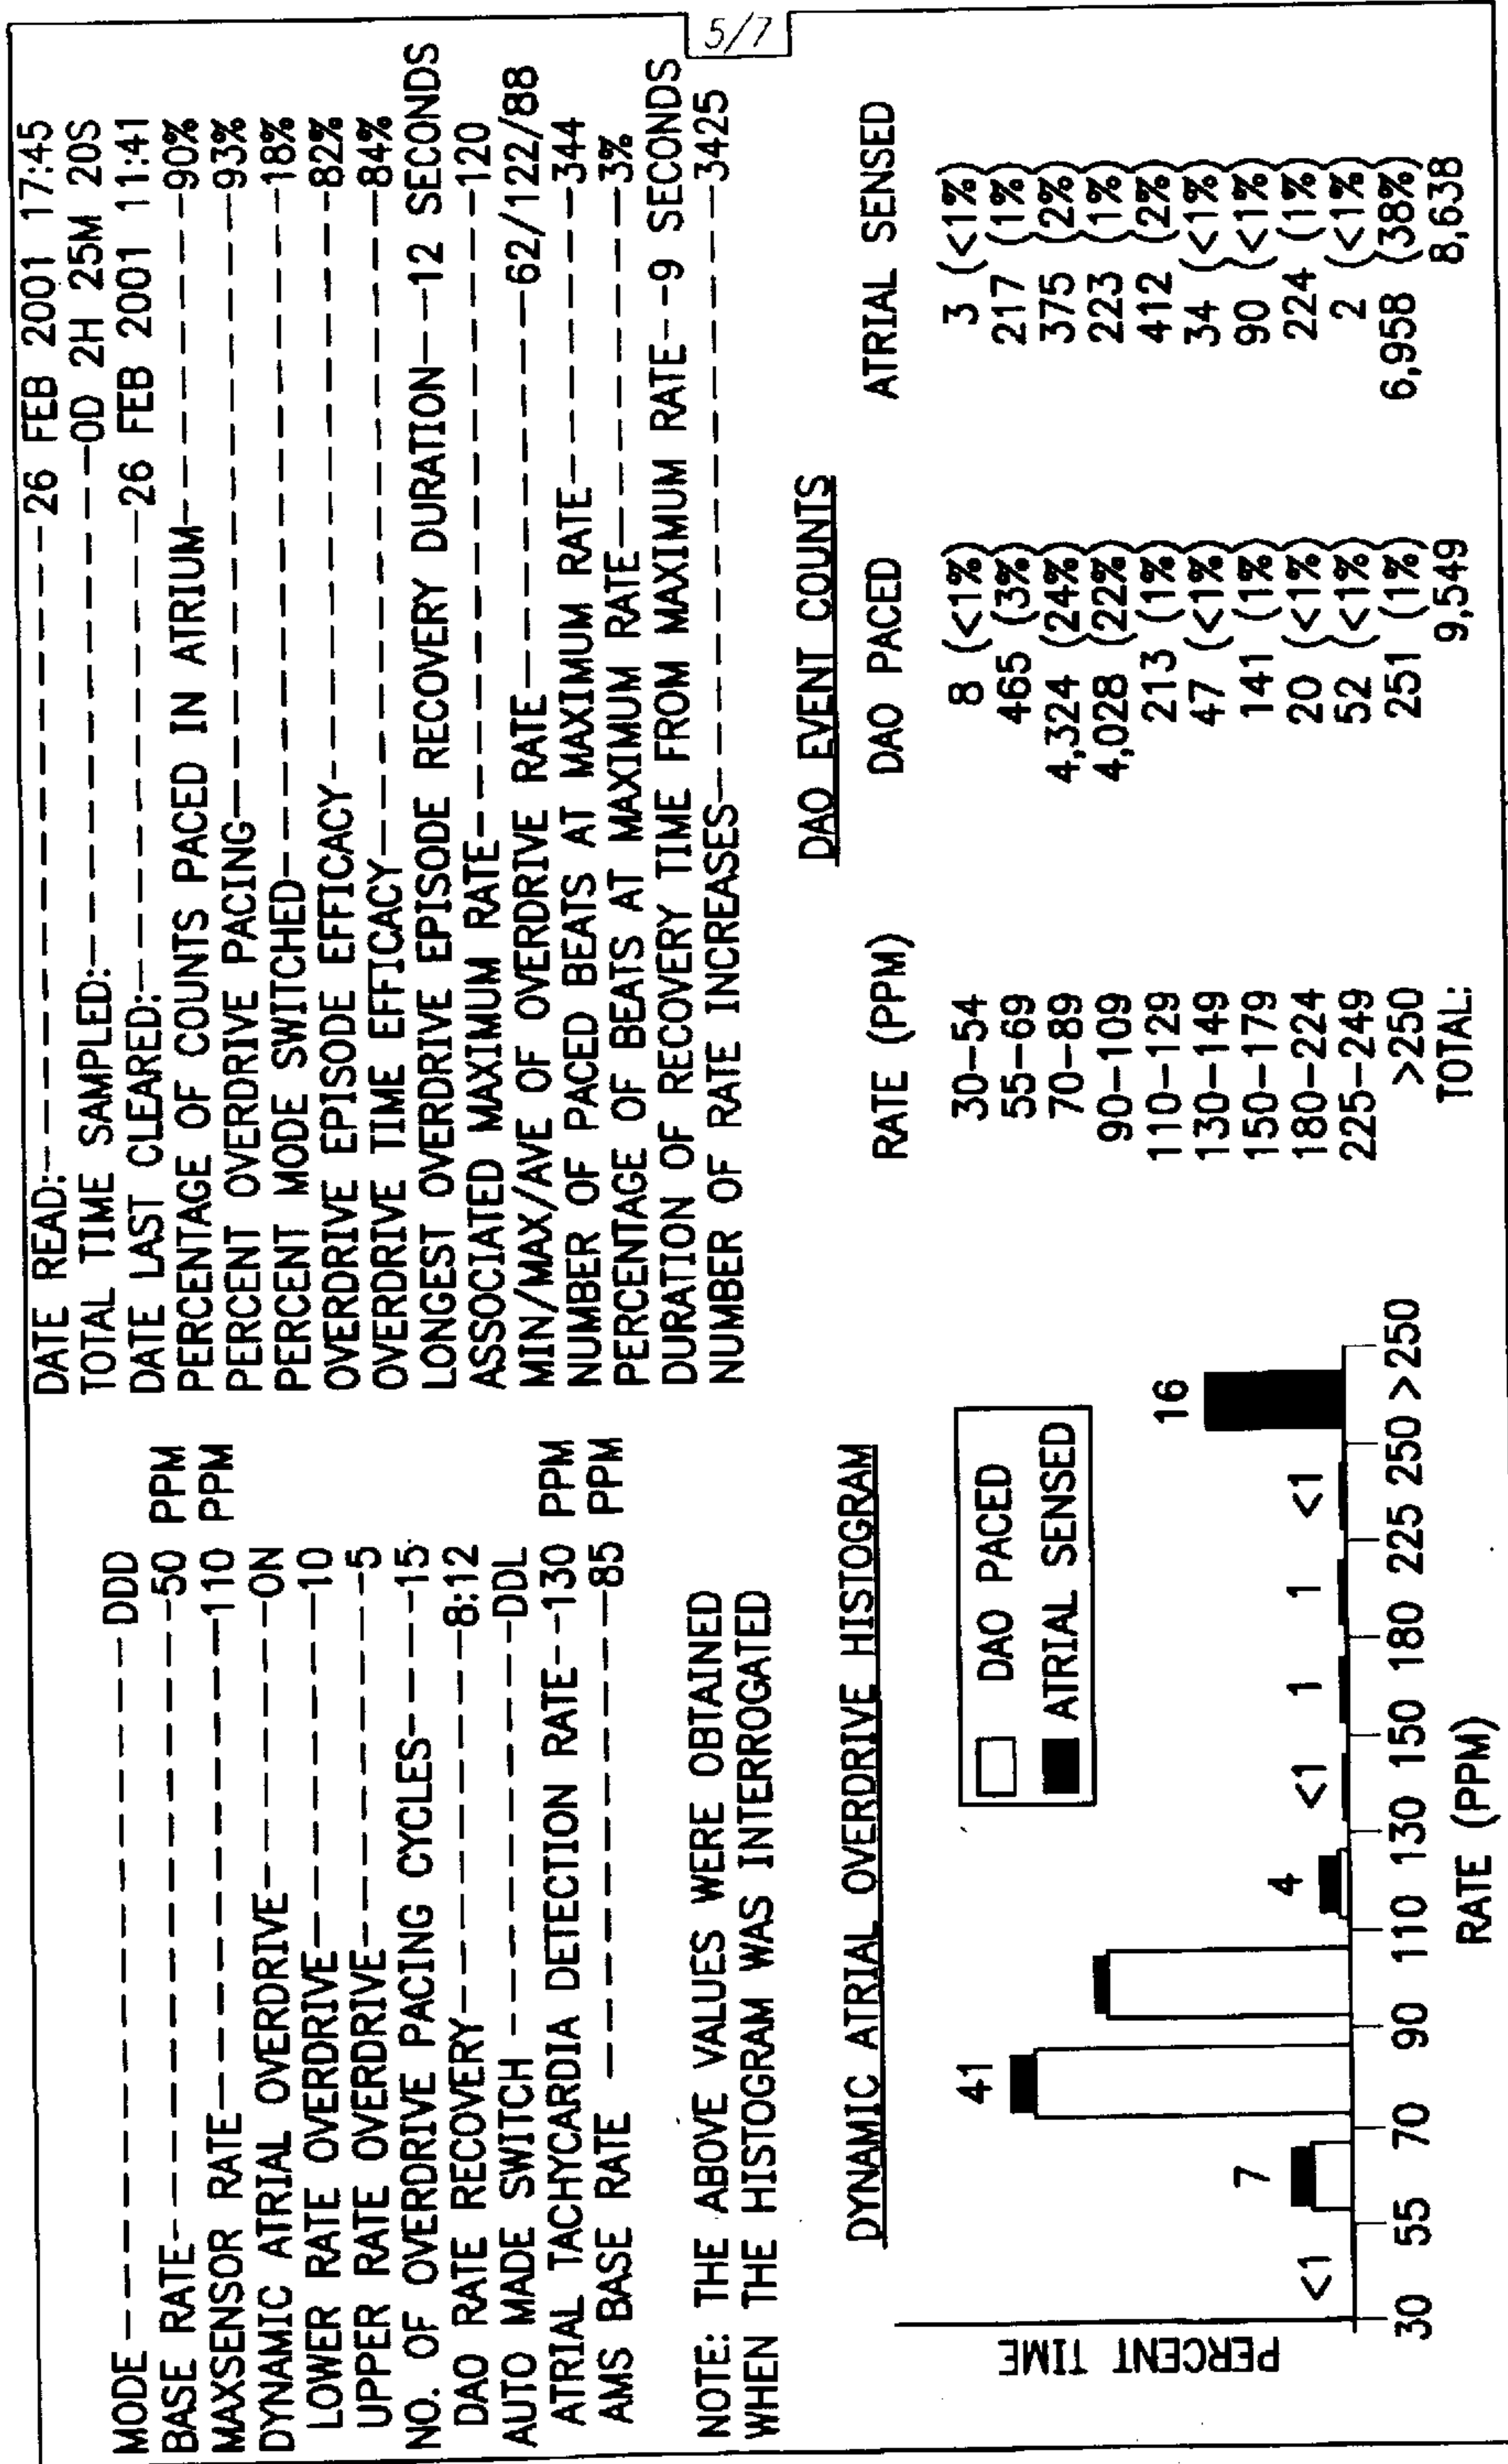 MODE-----------------DDD
BASE RATE-----------50 PPM
MAXSENSOR RATE---------110 PPM
DYNAMIC ATRIAL OVERDRIVE------ON
LOWER RATE OVERDRIVE------10
UPPER RATE OVERDRIVE-------5
NO. OF OVERDRIVE PACING CYCLES----15
DAO RATE RECOVERY----------8:12
AUTO MADE SWITCH ---------DDL
ATRIAL TACHYCARDIA DETECTION RATE--130 PPM
AMS BASE RATE ----------85 PPM
NOTE: THE ABOVE VALUES WERE OBTAINED
WHEN THE HISTOGRAM WAS INTERROGATED
DATE READ:--------------26 FEB 2001 17:45
TOTAL TIME SAMPLED:----------0D 2H 25M 20S
DATE LAST CLEARED:----------26 FEB 2001 11:41
PERCENTAGE OF COUNTS PACED IN ATRIUM-------90%
PERCENT OVERDRIVE PACING--------------93%
PERCENT MODE SWITCHED---------------18%
OVERDRIVE EPISODE EFFICACY-------------82%
OVERDRIVE TIME EFFICACY--------------84%
LONGEST OVERDRIVE EPISODE RECOVERY DURATION--12 SECONDS
ASSOCIATED MAXIMUM RATE--------------120
MIN/MAX/AVE OF OVERDRIVE RATE--------62/122/88
NUMBER OF PACED BEATS AT MAXIMUM RATE------344
PERCENTAGE OF BEATS AT MAXIMUM RATE-------3%
DURATION OF RECOVERY TIME FROM MAXIMUM RATE--9 SECONDS
NUMBER OF RATE INCREASES-------------3425
5/7
DYNAMIC ATRIAL OVERDRIVE HISTOGRAM
DAO PACED
ATRIAL SENSED
PERCENT TIME
<1 7 41 4 <1 1 1 <1 16
30 55 70 90 110 130 150 180 225 250 >250
RATE (PPM)
DAO EVENT COUNTS
RATE (PPM) DAO PACED ATRIAL SENSED
30-54 8 (<1%) 3 (<1%)
55-69 465 (3%) 217 (1%)
70-89 4,324 (24%) 375 (2%)
90-109 4,028 (22%) 223 (1%)
110-129 213 (1%) 412 (2%)
130-149 47 (<1%) 34 (<1%)
150-179 141 (1%) 90 (<1%)
180-224 20 (<1%) 224 (1%)
225-249 52 (<1%) 2 (<1%)
>250 251 (1%) 6,958 (38%)
TOTAL: 9,549 8,638